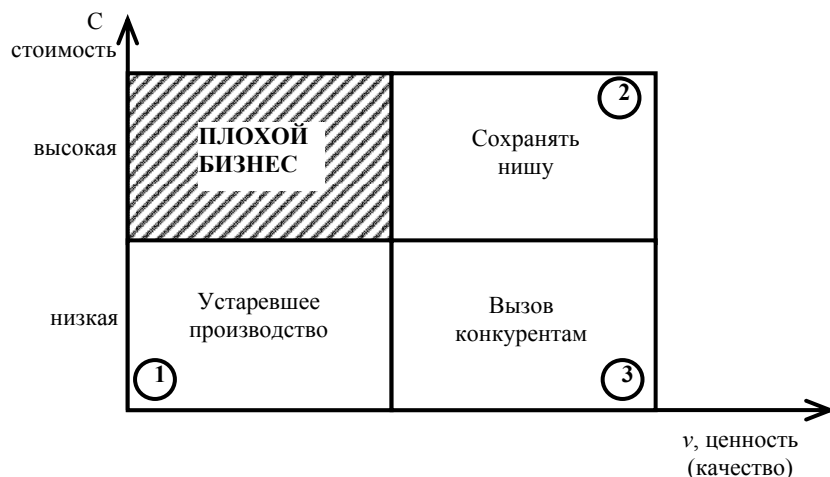 С
стоимость
высокая
ПЛОХОЙ
БИЗНЕС
2
Сохранять
нишу
низкая
Устаревшее
производство
1
Вызов
конкурентам
3
v, ценность
(качество)